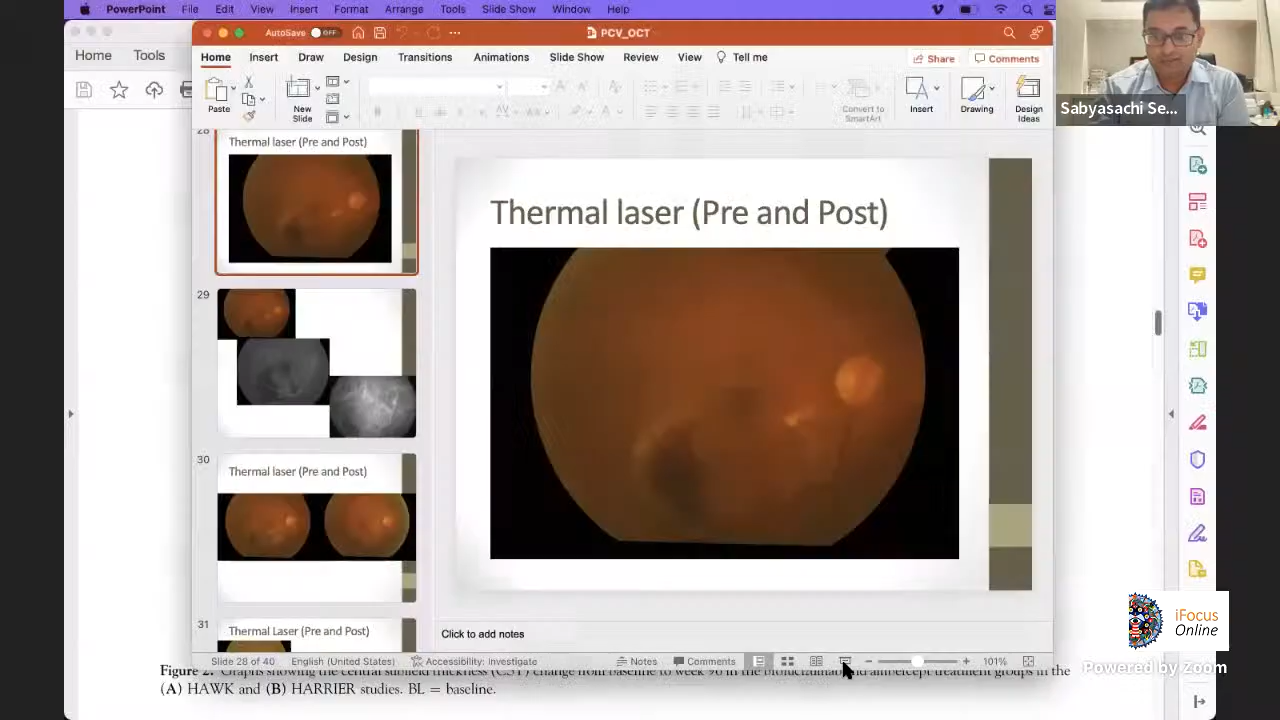 PowerPoint File Edit View Insert Format Arrange Tools Slide Show Window Help
Home Tools
AutoSave OFF
PCV_OCT
Home Insert Draw Design Transitions Animations Slide Show Review View Tell me
Share Comments
Paste
New Slide
Convert to SmartArt
Insert
Drawing
Design Ideas
Sabyasachi Se...
28
Thermal laser (Pre and Post)
29
30
Thermal laser (Pre and Post)
31
Thermal Laser (Pre and Post)
Thermal laser (Pre and Post)
Click to add notes
Slide 28 of 40 English (United States) Accessibility: Investigate Notes Comments 101%
iFocus
Online
Powered by Zoom
Figure 2. Graphs showing the central subfield thickness (CST) change from baseline to week 96 in the brolucizumab and aflibercept treatment groups in the
(A) HAWK and (B) HARRIER studies. BL = baseline.